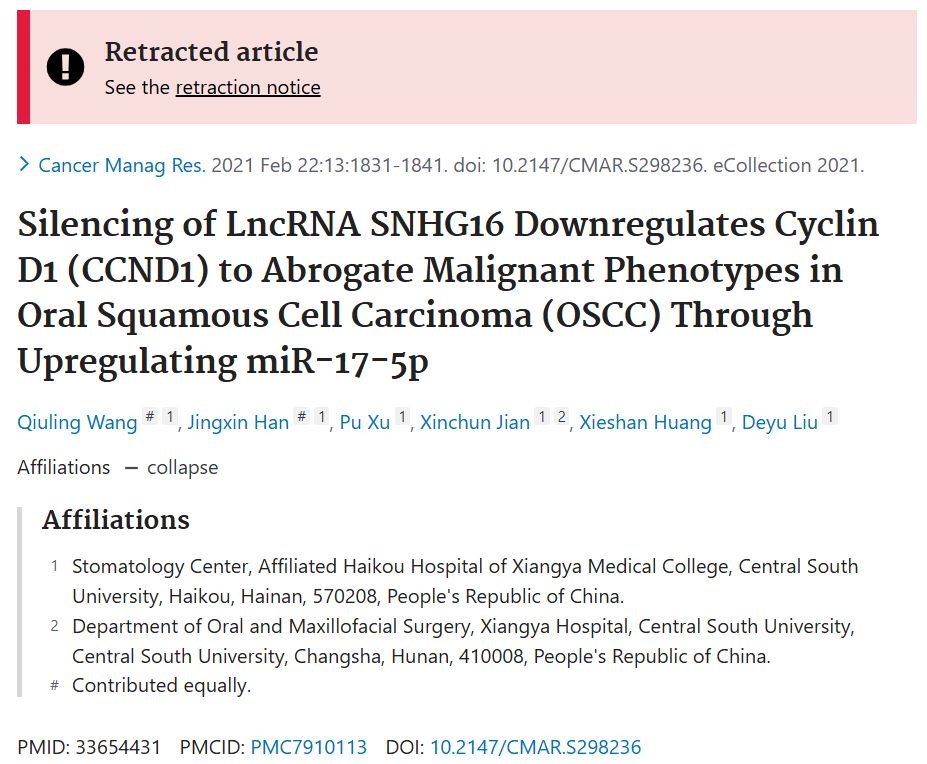 Retracted article
See the retraction notice
Cancer Manag Res. 2021 Feb 22:13:1831-1841. doi: 10.2147/CMAR.S298236. eCollection 2021.
Silencing of LncRNA SNHG16 Downregulates Cyclin
D1 (CCND1) to Abrogate Malignant Phenotypes in
Oral Squamous Cell Carcinoma (OSCC) Through
Upregulating miR-17-5p
Qiuling Wang # 1, Jingxin Han # 1, Pu Xu 1, Xinchun Jian 1 2, Xieshan Huang 1, Deyu Liu 1
Affiliations — collapse
Affiliations
1 Stomatology Center, Affiliated Haikou Hospital of Xiangya Medical College, Central South
University, Haikou, Hainan, 570208, People's Republic of China.
2 Department of Oral and Maxillofacial Surgery, Xiangya Hospital, Central South University,
Central South University, Changsha, Hunan, 410008, People's Republic of China.
# Contributed equally.
PMID: 33654431 PMCID: PMC7910113 DOI: 10.2147/CMAR.S298236